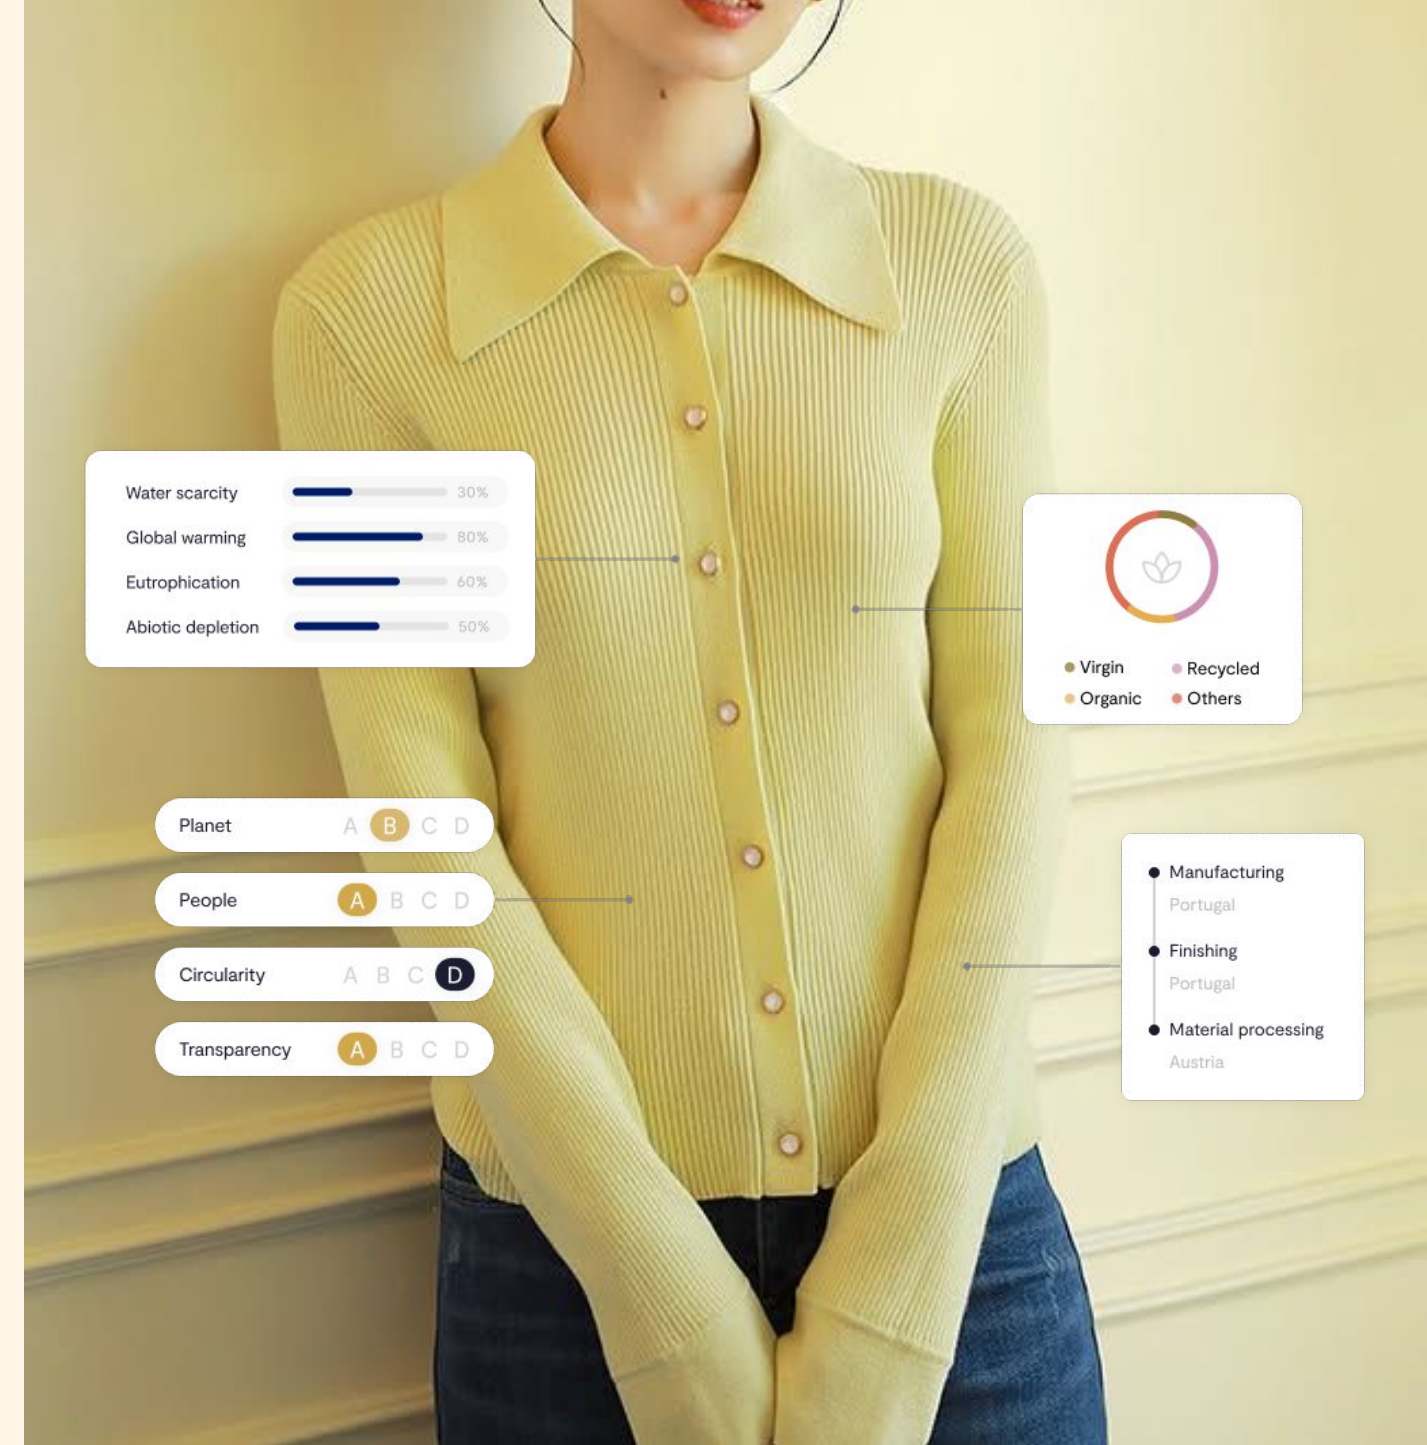 Water scarcity 30%
Global warming 80%
Eutrophication 60%
Abiotic depletion 50%
Virgin Recycled
Organic Others
Planet A B C D
People A B C D
Circularity A B C D
Transparency A B C D
Manufacturing
Portugal
Finishing
Portugal
Material processing
Austria